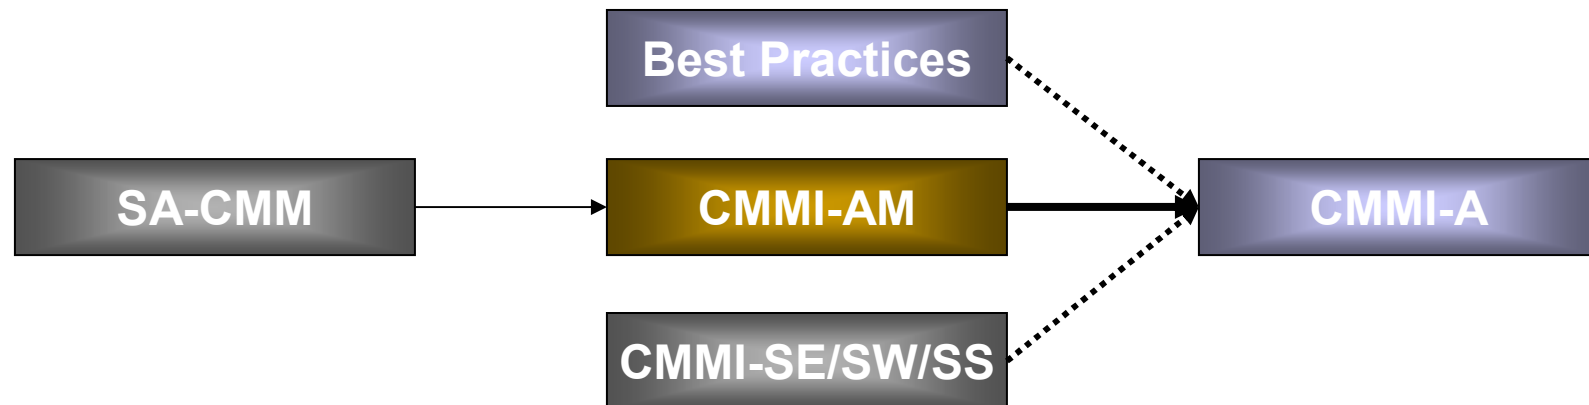 Best Practices
SA-CMM
CMMI-AM
CMMI-A
CMMI-SE/SW/SS